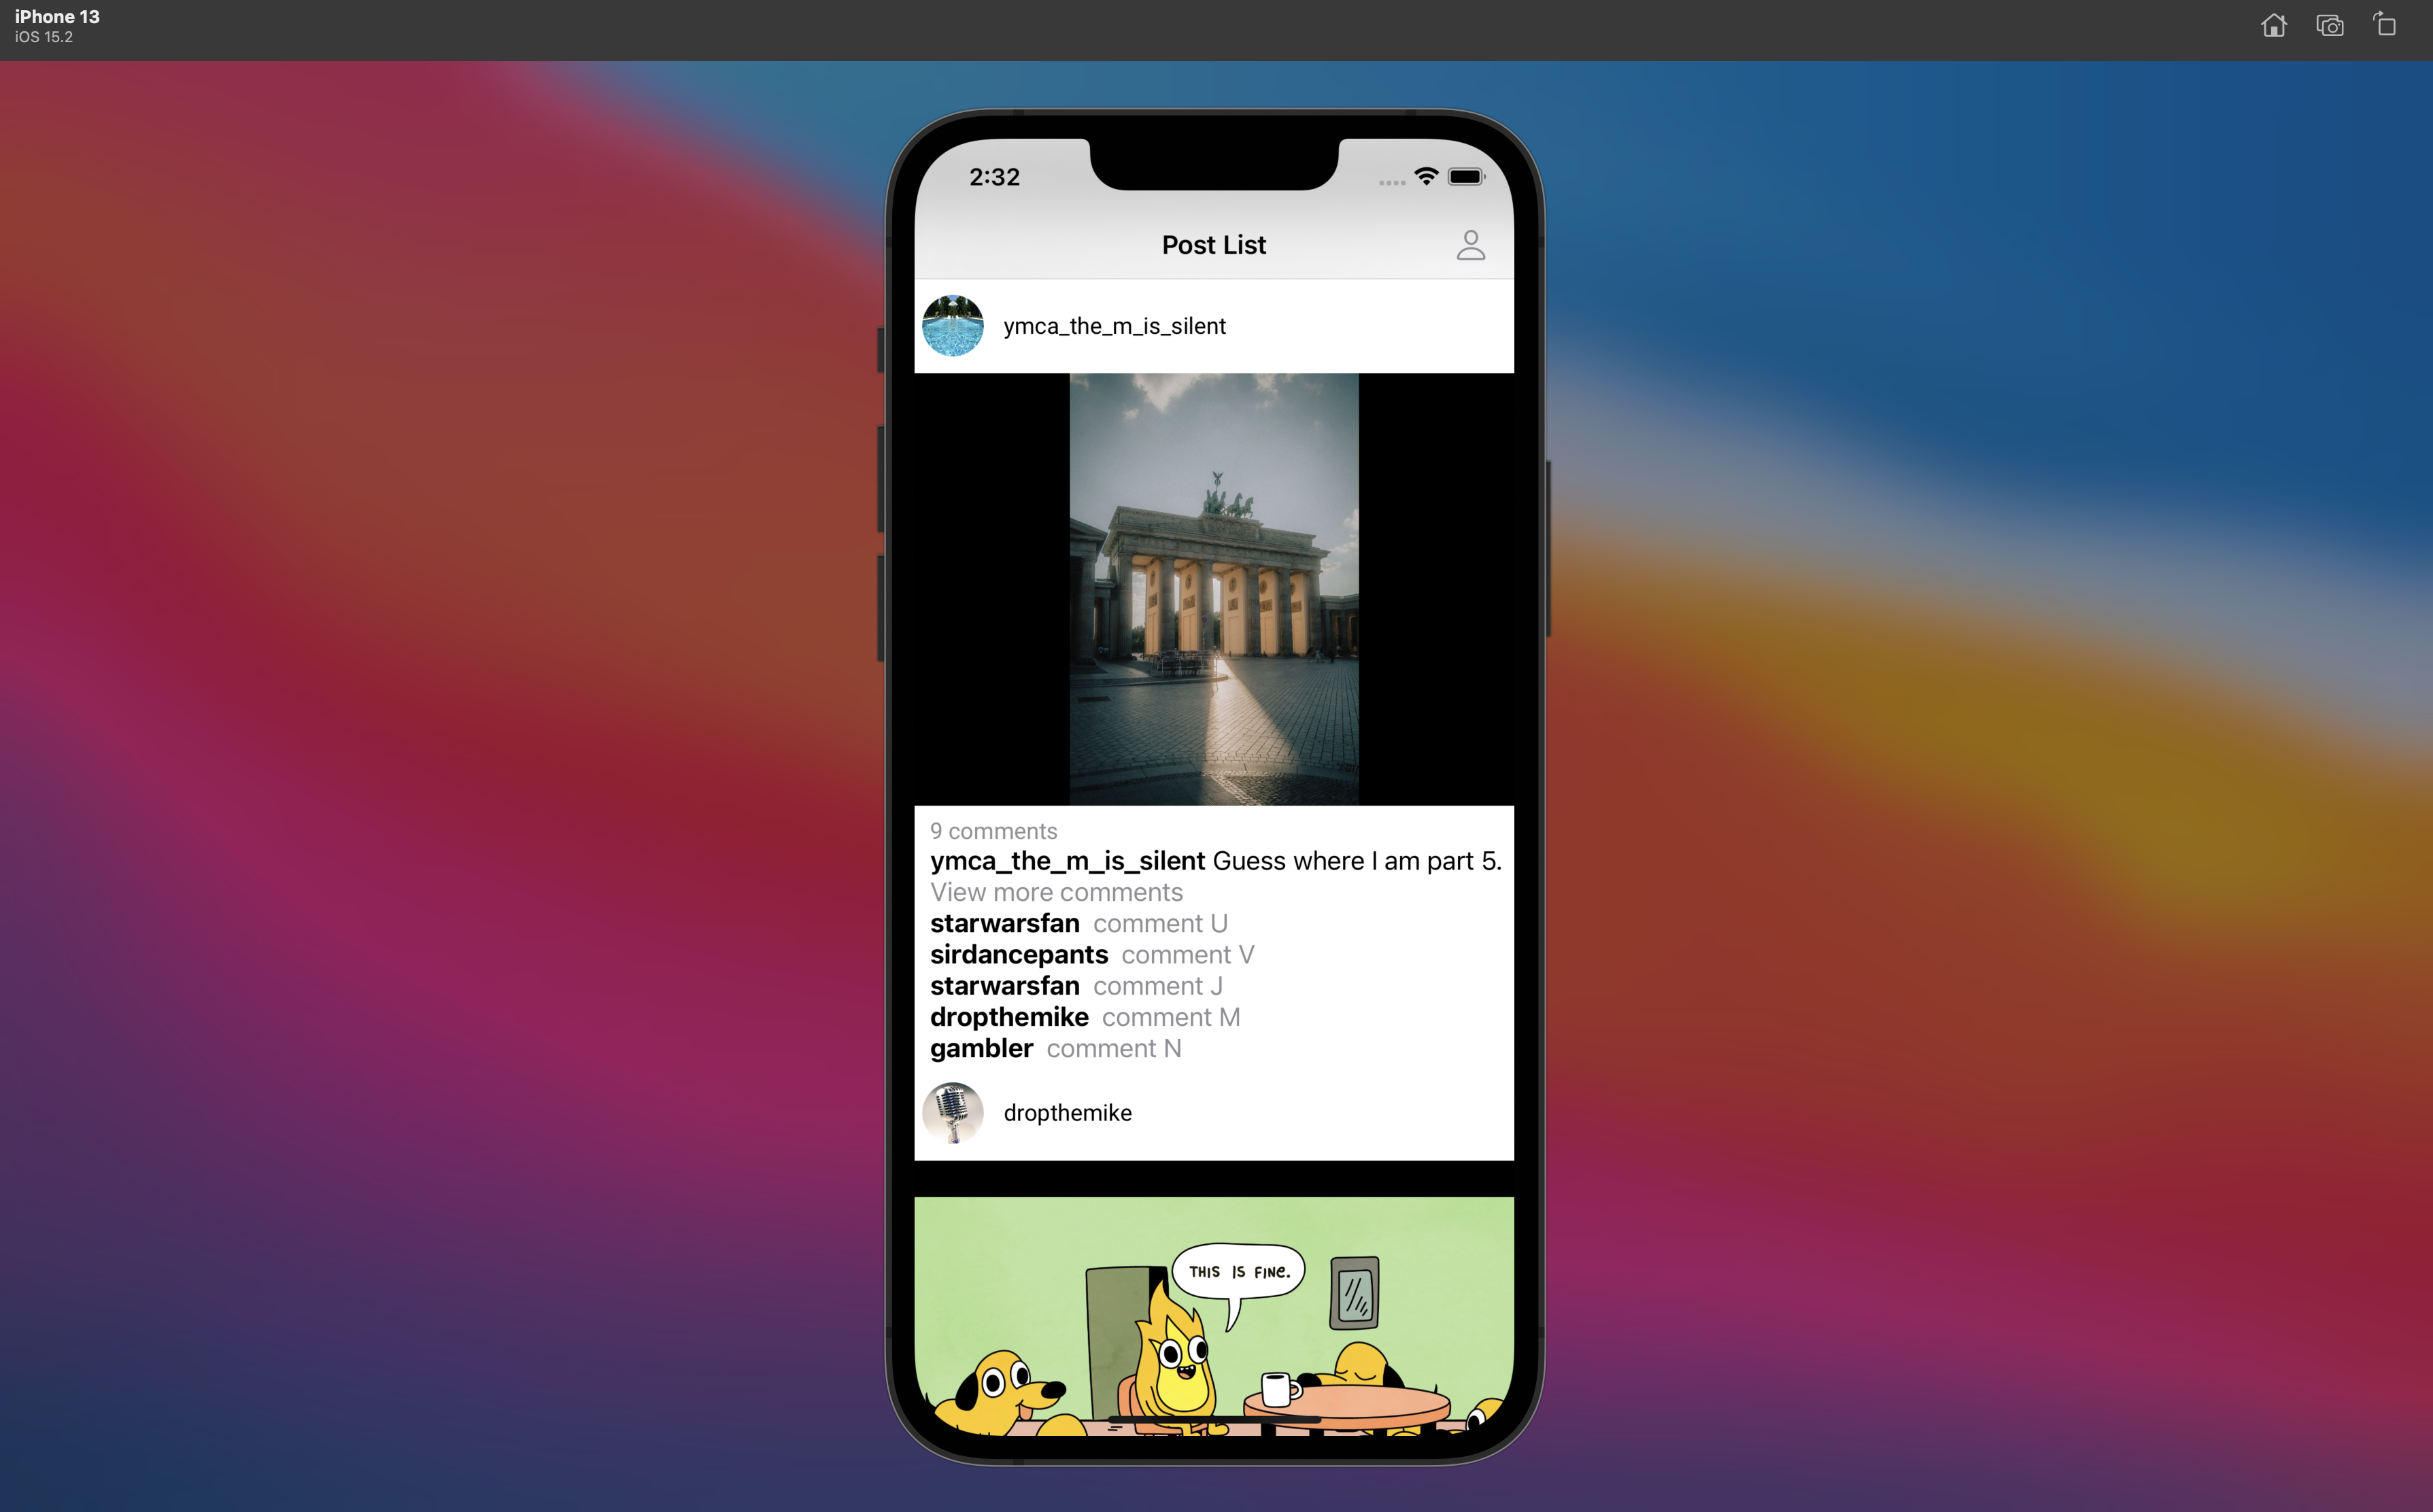 iPhone 13
iOS 15.2
2:32
Post List
ymca_the_m_is_silent
9 comments
ymca_the_m_is_silent Guess where I am part 5.
View more comments
starwarsfan comment U
sirdancepants comment V
starwarsfan comment J
dropthemike comment M
gambler comment N
dropthemike
THIS IS FINE.